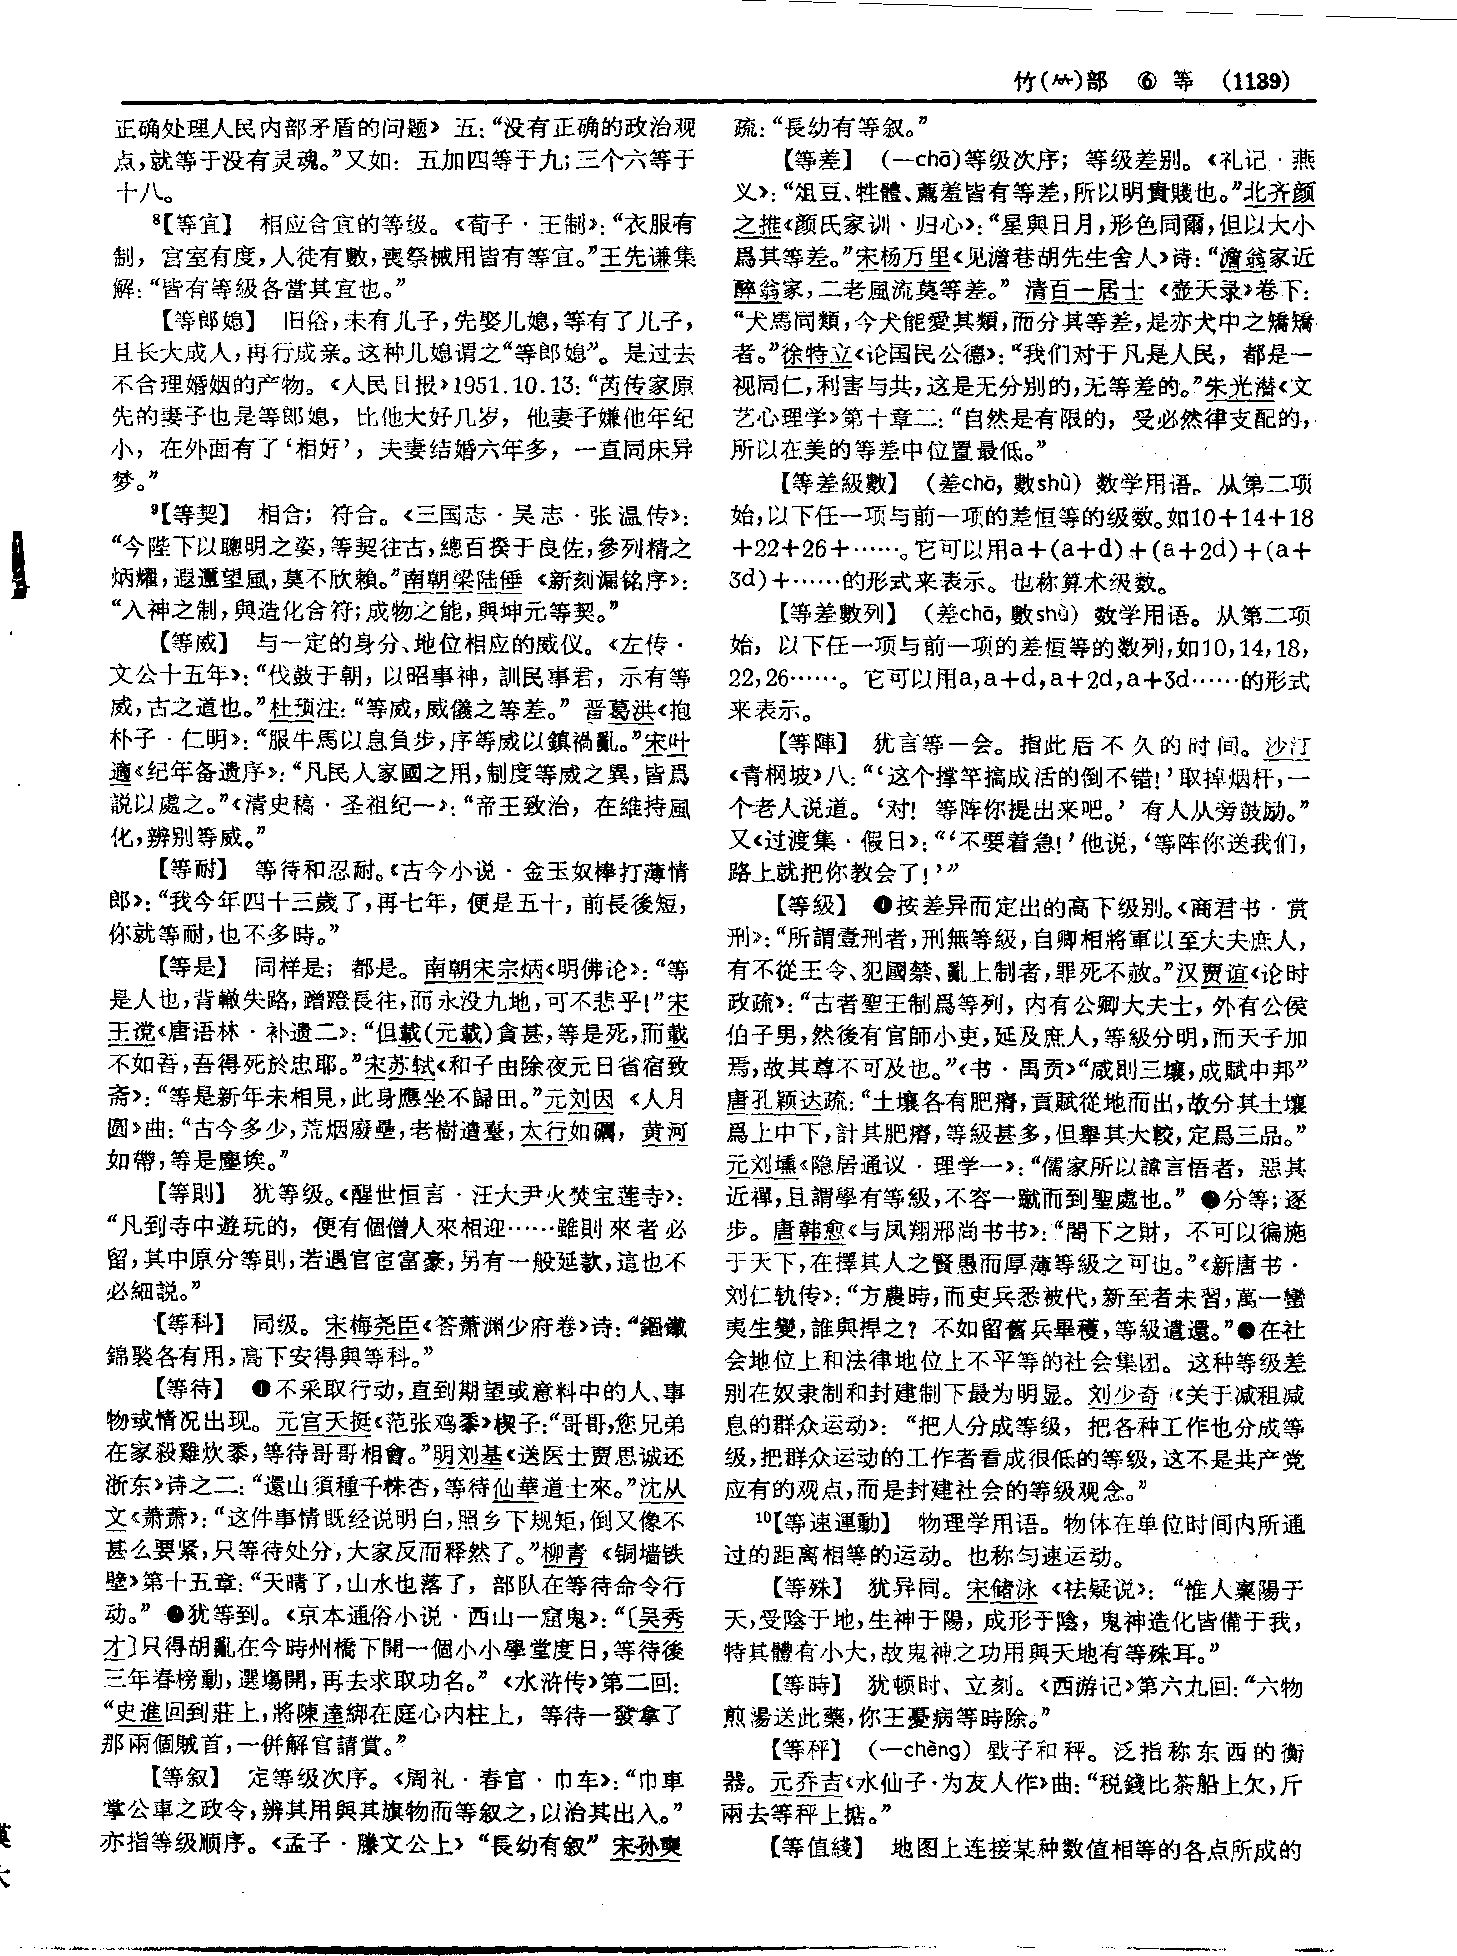 竹(⺮)部 ⑥ 等 (1139)
正确处理人民内部矛盾的问题》五：“没有正确的政治观
点，就等于没有灵魂。”又如：五加四等于九；三个六等于
十八。
⁸【等宜】 相应合宜的等级。《荀子·王制》：“衣服有
制，宫室有度，人徒有數，喪祭械用皆有等宜。”王先谦集
解：“皆有等級各當其宜也。”
【等郎媳】 旧俗，未有儿子，先娶儿媳，等有了儿子，
且长大成人，再行成亲。这种儿媳谓之“等郎媳”。是过去
不合理婚姻的产物。《人民日报》1951.10.13：“芮传家原
先的妻子也是等郎媳，比他大好几岁，他妻子嫌他年纪
小，在外面有了‘相好’，夫妻结婚六年多，一直同床异
梦。”
⁹【等契】 相合；符合。《三国志·吴志·张温传》：
“今陛下以聰明之姿，等契往古，總百揆于良佐，參列精之
炳耀，遐邇望風，莫不欣賴。”南朝梁陆倕《新刻漏铭序》：
“入神之制，與造化合符；成物之能，與坤元等契。”
【等威】 与一定的身分、地位相应的威仪。《左传·
文公十五年》：“伐鼓于朝，以昭事神，訓民事君，示有等
威，古之道也。”杜预注：“等威，威儀之等差。”晋葛洪《抱
朴子·仁明》：“服牛馬以息負步，序等威以鎮禍亂。”宋叶
適《纪年备遗序》：“凡民人家國之用，制度等威之異，皆爲
説以處之。”《清史稿·圣祖纪一》：“帝王致治，在維持風
化，辨别等威。”
【等耐】 等待和忍耐。《古今小说·金玉奴棒打薄情
郎》：“我今年四十三歲了，再七年，便是五十，前長後短，
你就等耐，也不多時。”
【等是】 同样是；都是。南朝宋宗炳《明佛论》：“等
是人也，背轍失路，蹭蹬長往，而永没九地，可不悲乎！”宋
王谠《唐语林·补遗二》：“但載（元載）貪甚，等是死，而載
不如吾，吾得死於忠耶。”宋苏轼《和子由除夜元日省宿致
斋》：“等是新年未相見，此身應坐不歸田。”元刘因《人月
圆》曲：“古今多少，荒烟廢壘，老樹遺臺，太行如礪，黄河
如帶，等是塵埃。”
【等則】 犹等级。《醒世恒言·汪大尹火焚宝莲寺》：
“凡到寺中遊玩的，便有個僧人來相迎……雖則來者必
留，其中原分等則，若遇官宦富豪，另有一般延款，這也不
必細説。”
【等科】 同级。宋梅尧臣《答萧渊少府卷》诗：“錮黻
錦褧各有用，高下安得與等科。”
【等待】 ❶不采取行动，直到期望或意料中的人、事
物或情况出现。元宫天挺《范张鸡黍》楔子：“哥哥，您兄弟
在家殺雞炊黍，等待哥哥相會。”明刘基《送医士贾思诚还
浙东》诗之二：“還山須種千株杏，等待仙華道士來。”沈从
文《萧萧》：“这件事情既经说明白，照乡下规矩，倒又像不
甚么要紧，只等待处分，大家反而释然了。”柳青《铜墙铁
壁》第十五章：“天晴了，山水也落了，部队在等待命令行
动。”❷犹等到。《京本通俗小说·西山一窟鬼》：“〔吴秀
才〕只得胡亂在今時州橋下開一個小小學堂度日，等待後
三年春榜動，選場開，再去求取功名。”《水浒传》第二回：
“史進回到莊上，將陳達綁在庭心内柱上，等待一發拿了
那兩個賊首，一併解官請賞。”
【等叙】 定等级次序。《周礼·春官·巾车》：“巾車
掌公車之政令，辨其用與其旗物而等叙之，以治其出入。”
亦指等级顺序。《孟子·滕文公上》“長幼有叙”宋孙奭
疏：“長幼有等叙。”
【等差】 （—chā）等级次序；等级差别。《礼记·燕
义》：“俎豆、牲體、薦羞皆有等差，所以明貴賤也。”北齐颜
之推《颜氏家训·归心》：“星與日月，形色同爾，但以大小
爲其等差。”宋杨万里《见澹巷胡先生舍人》诗：“澹翁家近
醉翁家，二老風流莫等差。”清百一居士《壶天录》卷下：
“犬馬同類，今犬能愛其類，而分其等差，是亦犬中之矯矯
者。”徐特立《论国民公德》：“我们对于凡是人民，都是一
视同仁，利害与共，这是无分别的，无等差的。”朱光潜《文
艺心理学》第十章二：“自然是有限的，受必然律支配的，
所以在美的等差中位置最低。”
【等差級數】 （差chā，數shù）数学用语。从第二项
始，以下任一项与前一项的差恒等的级数。如10＋14＋18
＋22＋26＋……。它可以用a＋(a＋d)＋(a＋2d)＋(a＋
3d)＋……的形式来表示。也称算术级数。
【等差數列】 （差chā，數shù）数学用语。从第二项
始，以下任一项与前一项的差恒等的数列，如10，14，18，
22，26……。它可以用a，a＋d，a＋2d，a＋3d……的形式
来表示。
【等陣】 犹言等一会。指此后不久的时间。沙汀
《青㭎坡》八：“‘这个撑竿搞成活的倒不错！’取掉烟杆，一
个老人说道。‘对！等阵你提出来吧。’有人从旁鼓励。”
又《过渡集·假日》：“‘不要着急！’他说，‘等阵你送我们，
路上就把你教会了！’”
【等級】 ❶按差异而定出的高下级别。《商君书·赏
刑》：“所謂壹刑者，刑無等級，自卿相將軍以至大夫庶人，
有不從王令、犯國禁、亂上制者，罪死不赦。”汉贾谊《论时
政疏》：“古者聖王制爲等列，内有公卿大夫士，外有公侯
伯子男，然後有官師小吏，延及庶人，等級分明，而天子加
焉，故其尊不可及也。”《书·禹贡》“咸則三壤，成賦中邦”
唐孔颖达疏：“土壤各有肥瘠，貢賦從地而出，故分其土壤
爲上中下，計其肥瘠，等級甚多，但舉其大較，定爲三品。”
元刘壎《隐居通议·理学一》：“儒家所以諱言悟者，惡其
近禪，且謂學有等級，不容一蹴而到聖處也。” ❷分等；逐
步。唐韩愈《与凤翔邢尚书书》：“閤下之財，不可以徧施
于天下，在擇其人之賢愚而厚薄等級之可也。”《新唐书·
刘仁轨传》：“方農時，而吏兵悉被代，新至者未習，萬一蠻
夷生變，誰與捍之？不如留舊兵畢穫，等級遣還。”❸在社
会地位上和法律地位上不平等的社会集团。这种等级差
别在奴隶制和封建制下最为明显。刘少奇《关于减租减
息的群众运动》：“把人分成等级，把各种工作也分成等
级，把群众运动的工作者看成很低的等级，这不是共产党
应有的观点，而是封建社会的等级观念。”
¹⁰【等速運動】 物理学用语。物体在单位时间内所通
过的距离相等的运动。也称匀速运动。
【等殊】 犹异同。宋储泳《祛疑说》：“惟人稟陽于
天，受陰于地，生神于陽，成形于陰，鬼神造化皆備于我，
特其體有小大，故鬼神之功用與天地有等殊耳。”
【等時】 犹顿时、立刻。《西游记》第六九回：“六物
煎湯送此藥，你王憂病等時除。”
【等秤】 （—chèng）戥子和秤。泛指称东西的衡
器。元乔吉《水仙子·为友人作》曲：“税錢比茶船上欠，斤
兩去等秤上掂。”
【等值綫】 地图上连接某种数值相等的各点所成的